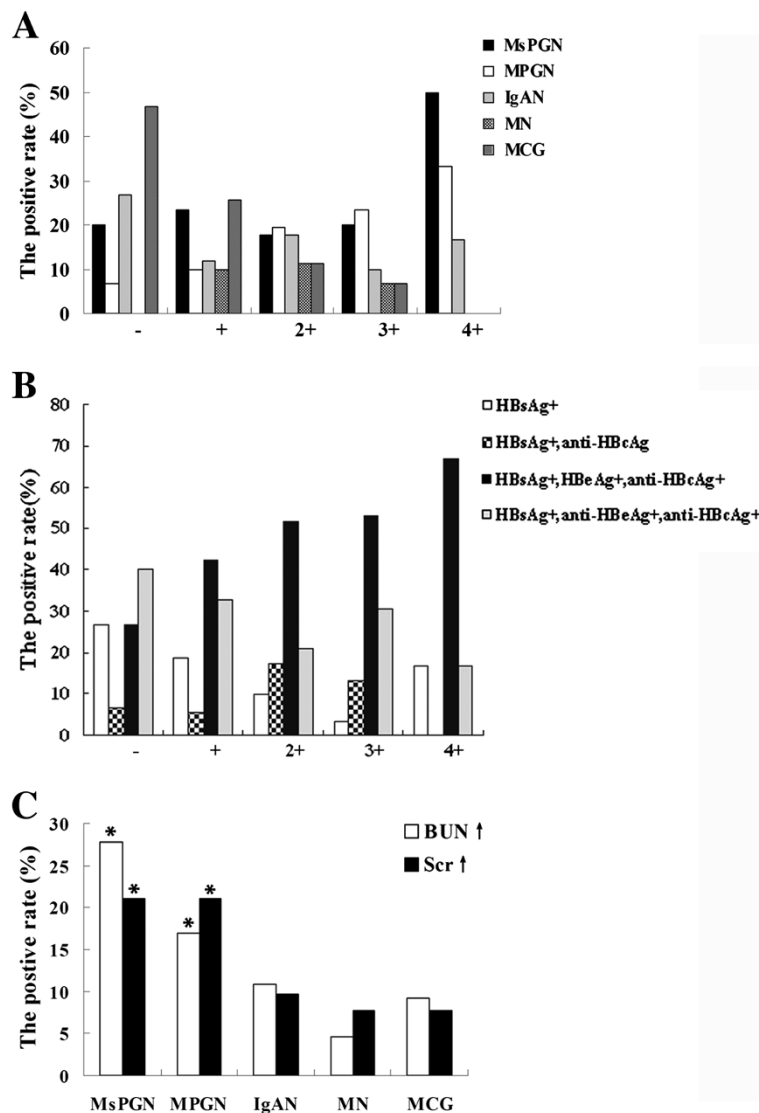 A
The positive rate (%)
60
50
40
30
20
10
0
- + 2+ 3+ 4+
MsPGN
MPGN
IgAN
MN
MCG
B
The positive rate(%)
80
70
60
50
40
30
20
10
0
- + 2+ 3+ 4+
HBsAg+
HBsAg+,anti-HBcAg
HBsAg+,HBeAg+,anti-HBcAg+
HBsAg+,anti-HBeAg+,anti-HBcAg+
C
The postive rate (%)
30
25
20
15
10
5
0
* * * *
MsPGN MPGN IgAN MN MCG
BUN ↑
Scr ↑